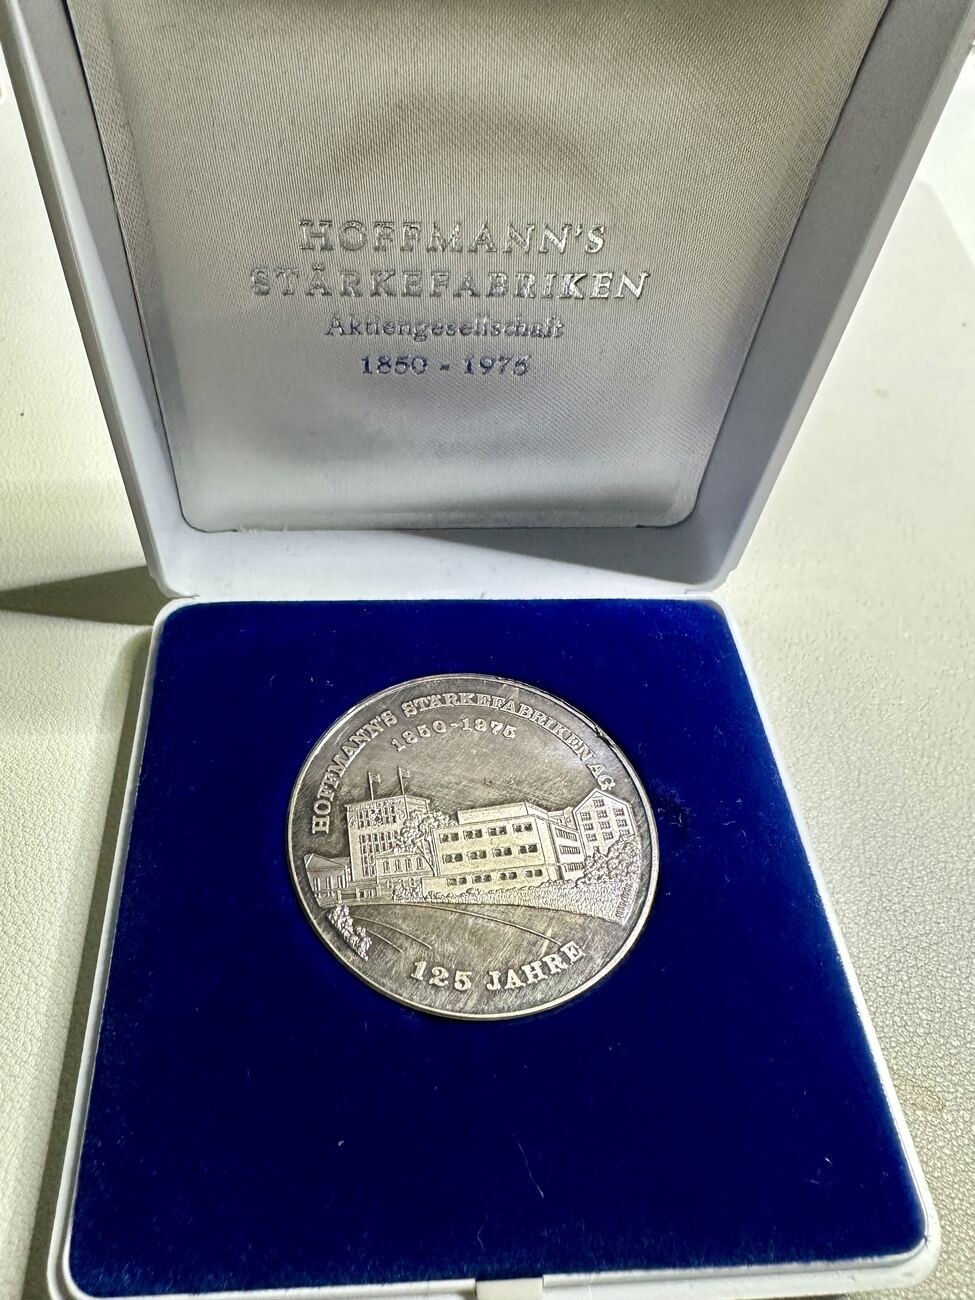 HOFFMANN'S
STÄRKEFABRIKEN
Aktiengesellschaft
1850 - 1975
HOFFMANN'S STÄRKEFABRIKEN AG
1850-1975
125 JAHRE